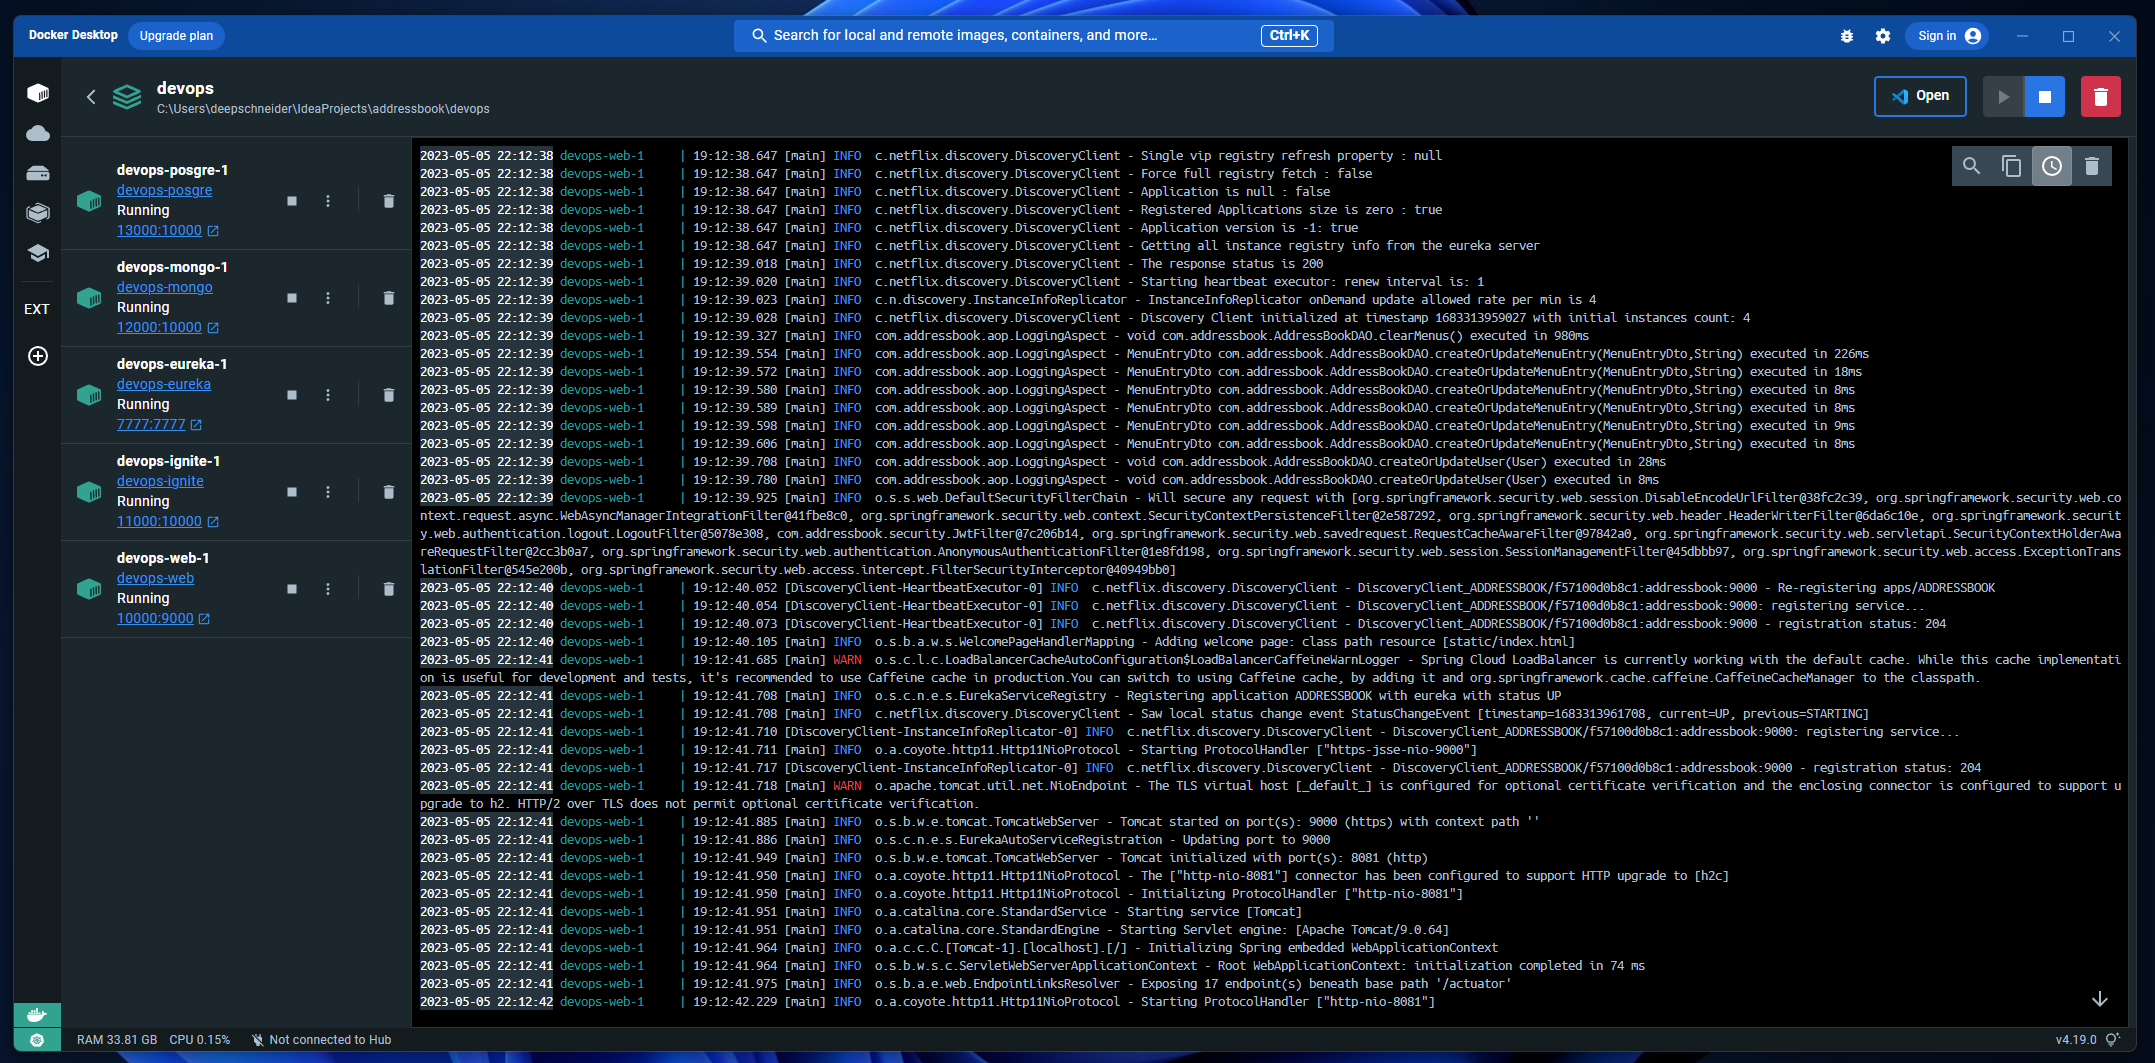 Docker Desktop Upgrade plan Search for local and remote images, containers, and more... Ctrl+K Sign in
devops
C:\Users\deepschneider\IdeaProjects\addressbook\devops
Open
EXT
devops-posgre-1
devops-posgre
Running
13000:10000
devops-mongo-1
devops-mongo
Running
12000:10000
devops-eureka-1
devops-eureka
Running
7777:7777
devops-ignite-1
devops-ignite
Running
11000:10000
devops-web-1
devops-web
Running
10000:9000
2023-05-05 22:12:38 devops-web-1 | 19:12:38.647 [main] INFO c.netflix.discovery.DiscoveryClient - Single vip registry refresh property : null
2023-05-05 22:12:38 devops-web-1 | 19:12:38.647 [main] INFO c.netflix.discovery.DiscoveryClient - Force full registry fetch : false
2023-05-05 22:12:38 devops-web-1 | 19:12:38.647 [main] INFO c.netflix.discovery.DiscoveryClient - Application is null : false
2023-05-05 22:12:38 devops-web-1 | 19:12:38.647 [main] INFO c.netflix.discovery.DiscoveryClient - Registered Applications size is zero : true
2023-05-05 22:12:38 devops-web-1 | 19:12:38.647 [main] INFO c.netflix.discovery.DiscoveryClient - Application version is -1: true
2023-05-05 22:12:38 devops-web-1 | 19:12:38.647 [main] INFO c.netflix.discovery.DiscoveryClient - Getting all instance registry info from the eureka server
2023-05-05 22:12:39 devops-web-1 | 19:12:39.018 [main] INFO c.netflix.discovery.DiscoveryClient - The response status is 200
2023-05-05 22:12:39 devops-web-1 | 19:12:39.020 [main] INFO c.netflix.discovery.DiscoveryClient - Starting heartbeat executor: renew interval is: 1
2023-05-05 22:12:39 devops-web-1 | 19:12:39.023 [main] INFO c.n.discovery.InstanceInfoReplicator - InstanceInfoReplicator onDemand update allowed rate per min is 4
2023-05-05 22:12:39 devops-web-1 | 19:12:39.028 [main] INFO c.netflix.discovery.DiscoveryClient - Discovery Client initialized at timestamp 1683313959027 with initial instances count: 4
2023-05-05 22:12:39 devops-web-1 | 19:12:39.327 [main] INFO com.addressbook.aop.LoggingAspect - void com.addressbook.AddressBookDAO.clearMenus() executed in 980ms
2023-05-05 22:12:39 devops-web-1 | 19:12:39.554 [main] INFO com.addressbook.aop.LoggingAspect - MenuEntryDto com.addressbook.AddressBookDAO.createOrUpdateMenuEntry(MenuEntryDto,String) executed in 226ms
2023-05-05 22:12:39 devops-web-1 | 19:12:39.572 [main] INFO com.addressbook.aop.LoggingAspect - MenuEntryDto com.addressbook.AddressBookDAO.createOrUpdateMenuEntry(MenuEntryDto,String) executed in 18ms
2023-05-05 22:12:39 devops-web-1 | 19:12:39.580 [main] INFO com.addressbook.aop.LoggingAspect - MenuEntryDto com.addressbook.AddressBookDAO.createOrUpdateMenuEntry(MenuEntryDto,String) executed in 8ms
2023-05-05 22:12:39 devops-web-1 | 19:12:39.589 [main] INFO com.addressbook.aop.LoggingAspect - MenuEntryDto com.addressbook.AddressBookDAO.createOrUpdateMenuEntry(MenuEntryDto,String) executed in 8ms
2023-05-05 22:12:39 devops-web-1 | 19:12:39.598 [main] INFO com.addressbook.aop.LoggingAspect - MenuEntryDto com.addressbook.AddressBookDAO.createOrUpdateMenuEntry(MenuEntryDto,String) executed in 9ms
2023-05-05 22:12:39 devops-web-1 | 19:12:39.606 [main] INFO com.addressbook.aop.LoggingAspect - MenuEntryDto com.addressbook.AddressBookDAO.createOrUpdateMenuEntry(MenuEntryDto,String) executed in 8ms
2023-05-05 22:12:39 devops-web-1 | 19:12:39.708 [main] INFO com.addressbook.aop.LoggingAspect - void com.addressbook.AddressBookDAO.createOrUpdateUser(User) executed in 28ms
2023-05-05 22:12:39 devops-web-1 | 19:12:39.780 [main] INFO com.addressbook.aop.LoggingAspect - void com.addressbook.AddressBookDAO.createOrUpdateUser(User) executed in 8ms
2023-05-05 22:12:39 devops-web-1 | 19:12:39.925 [main] INFO o.s.s.web.DefaultSecurityFilterChain - Will secure any request with [org.springframework.security.web.session.DisableEncodeUrlFilter@38fc2c39, org.springframework.security.web.co
ntext.request.async.WebAsyncManagerIntegrationFilter@41fbe8c0, org.springframework.security.web.context.SecurityContextPersistenceFilter@2e587292, org.springframework.security.web.header.HeaderWriterFilter@6da6c10e, org.springframework.securit
y.web.authentication.logout.LogoutFilter@5078e308, com.addressbook.security.JwtFilter@7c206b14, org.springframework.security.web.savedrequest.RequestCacheAwareFilter@97842a0, org.springframework.security.web.servletapi.SecurityContextHolderAwa
reRequestFilter@2cc3b0a7, org.springframework.security.web.authentication.AnonymousAuthenticationFilter@1e8fd198, org.springframework.security.web.session.SessionManagementFilter@45dbbb97, org.springframework.security.web.access.ExceptionTrans
lationFilter@545e200b, org.springframework.security.web.access.intercept.FilterSecurityInterceptor@40949bb0]
2023-05-05 22:12:40 devops-web-1 | 19:12:40.052 [DiscoveryClient-HeartbeatExecutor-0] INFO c.netflix.discovery.DiscoveryClient - DiscoveryClient_ADDRESSBOOK/f57100d0b8c1:addressbook:9000 - Re-registering apps/ADDRESSBOOK
2023-05-05 22:12:40 devops-web-1 | 19:12:40.054 [DiscoveryClient-HeartbeatExecutor-0] INFO c.netflix.discovery.DiscoveryClient - DiscoveryClient_ADDRESSBOOK/f57100d0b8c1:addressbook:9000: registering service...
2023-05-05 22:12:40 devops-web-1 | 19:12:40.073 [DiscoveryClient-HeartbeatExecutor-0] INFO c.netflix.discovery.DiscoveryClient - DiscoveryClient_ADDRESSBOOK/f57100d0b8c1:addressbook:9000 - registration status: 204
2023-05-05 22:12:40 devops-web-1 | 19:12:40.105 [main] INFO o.s.b.a.w.s.WelcomePageHandlerMapping - Adding welcome page: class path resource [static/index.html]
2023-05-05 22:12:41 devops-web-1 | 19:12:41.685 [main] WARN o.s.c.l.c.LoadBalancerCacheAutoConfiguration$LoadBalancerCaffeineWarnLogger - Spring Cloud LoadBalancer is currently working with the default cache. While this cache implementati
on is useful for development and tests, it's recommended to use Caffeine cache in production.You can switch to using Caffeine cache, by adding it and org.springframework.cache.caffeine.CaffeineCacheManager to the classpath.
2023-05-05 22:12:41 devops-web-1 | 19:12:41.708 [main] INFO o.s.c.n.e.s.EurekaServiceRegistry - Registering application ADDRESSBOOK with eureka with status UP
2023-05-05 22:12:41 devops-web-1 | 19:12:41.708 [main] INFO c.netflix.discovery.DiscoveryClient - Saw local status change event StatusChangeEvent [timestamp=1683313961708, current=UP, previous=STARTING]
2023-05-05 22:12:41 devops-web-1 | 19:12:41.710 [DiscoveryClient-InstanceInfoReplicator-0] INFO c.netflix.discovery.DiscoveryClient - DiscoveryClient_ADDRESSBOOK/f57100d0b8c1:addressbook:9000: registering service...
2023-05-05 22:12:41 devops-web-1 | 19:12:41.711 [main] INFO o.a.coyote.http11.Http11NioProtocol - Starting ProtocolHandler ["https-jsse-nio-9000"]
2023-05-05 22:12:41 devops-web-1 | 19:12:41.717 [DiscoveryClient-InstanceInfoReplicator-0] INFO c.netflix.discovery.DiscoveryClient - DiscoveryClient_ADDRESSBOOK/f57100d0b8c1:addressbook:9000 - registration status: 204
2023-05-05 22:12:41 devops-web-1 | 19:12:41.718 [main] WARN o.apache.tomcat.util.net.NioEndpoint - The TLS virtual host [_default_] is configured for optional certificate verification and the enclosing connector is configured to support u
pgrade to h2. HTTP/2 over TLS does not permit optional certificate verification.
2023-05-05 22:12:41 devops-web-1 | 19:12:41.885 [main] INFO o.s.b.w.e.tomcat.TomcatWebServer - Tomcat started on port(s): 9000 (https) with context path ''
2023-05-05 22:12:41 devops-web-1 | 19:12:41.886 [main] INFO o.s.c.n.e.s.EurekaAutoServiceRegistration - Updating port to 9000
2023-05-05 22:12:41 devops-web-1 | 19:12:41.949 [main] INFO o.s.b.w.e.tomcat.TomcatWebServer - Tomcat initialized with port(s): 8081 (http)
2023-05-05 22:12:41 devops-web-1 | 19:12:41.950 [main] INFO o.a.coyote.http11.Http11NioProtocol - The ["http-nio-8081"] connector has been configured to support HTTP upgrade to [h2c]
2023-05-05 22:12:41 devops-web-1 | 19:12:41.950 [main] INFO o.a.coyote.http11.Http11NioProtocol - Initializing ProtocolHandler ["http-nio-8081"]
2023-05-05 22:12:41 devops-web-1 | 19:12:41.951 [main] INFO o.a.catalina.core.StandardService - Starting service [Tomcat]
2023-05-05 22:12:41 devops-web-1 | 19:12:41.951 [main] INFO o.a.catalina.core.StandardEngine - Starting Servlet engine: [Apache Tomcat/9.0.64]
2023-05-05 22:12:41 devops-web-1 | 19:12:41.964 [main] INFO o.a.c.c.C.[Tomcat-1].[localhost].[/] - Initializing Spring embedded WebApplicationContext
2023-05-05 22:12:41 devops-web-1 | 19:12:41.964 [main] INFO o.s.b.w.s.c.ServletWebServerApplicationContext - Root WebApplicationContext: initialization completed in 74 ms
2023-05-05 22:12:41 devops-web-1 | 19:12:41.975 [main] INFO o.s.b.a.e.web.EndpointLinksResolver - Exposing 17 endpoint(s) beneath base path '/actuator'
2023-05-05 22:12:42 devops-web-1 | 19:12:42.229 [main] INFO o.a.coyote.http11.Http11NioProtocol - Starting ProtocolHandler ["http-nio-8081"]
RAM 33.81 GB CPU 0.15% Not connected to Hub v4.19.0